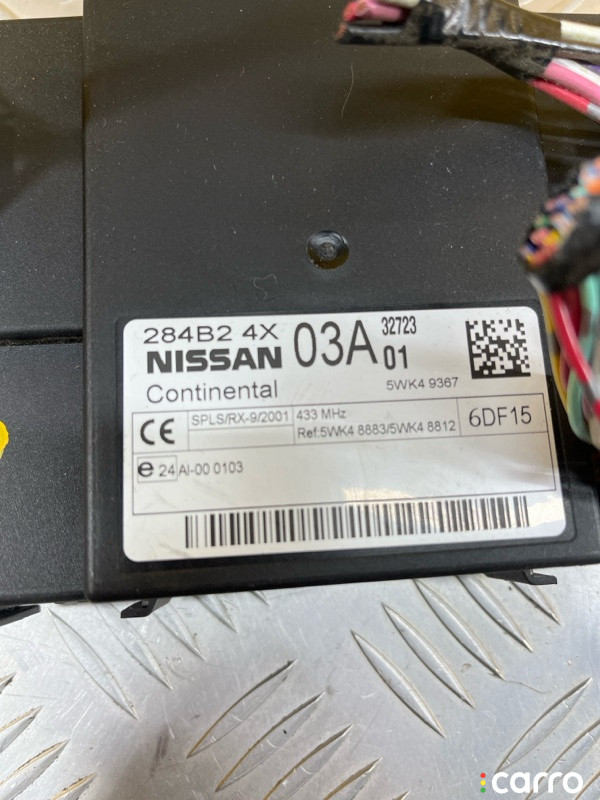 284B2 4X
NISSAN 03A 32723
01
Continental 5WK4 9367
CE SPLS/RX-9/2001 433 MHz
Ref:5WK4 8883/5WK4 8812 6DF15
e 24 AI-00 0103
carro